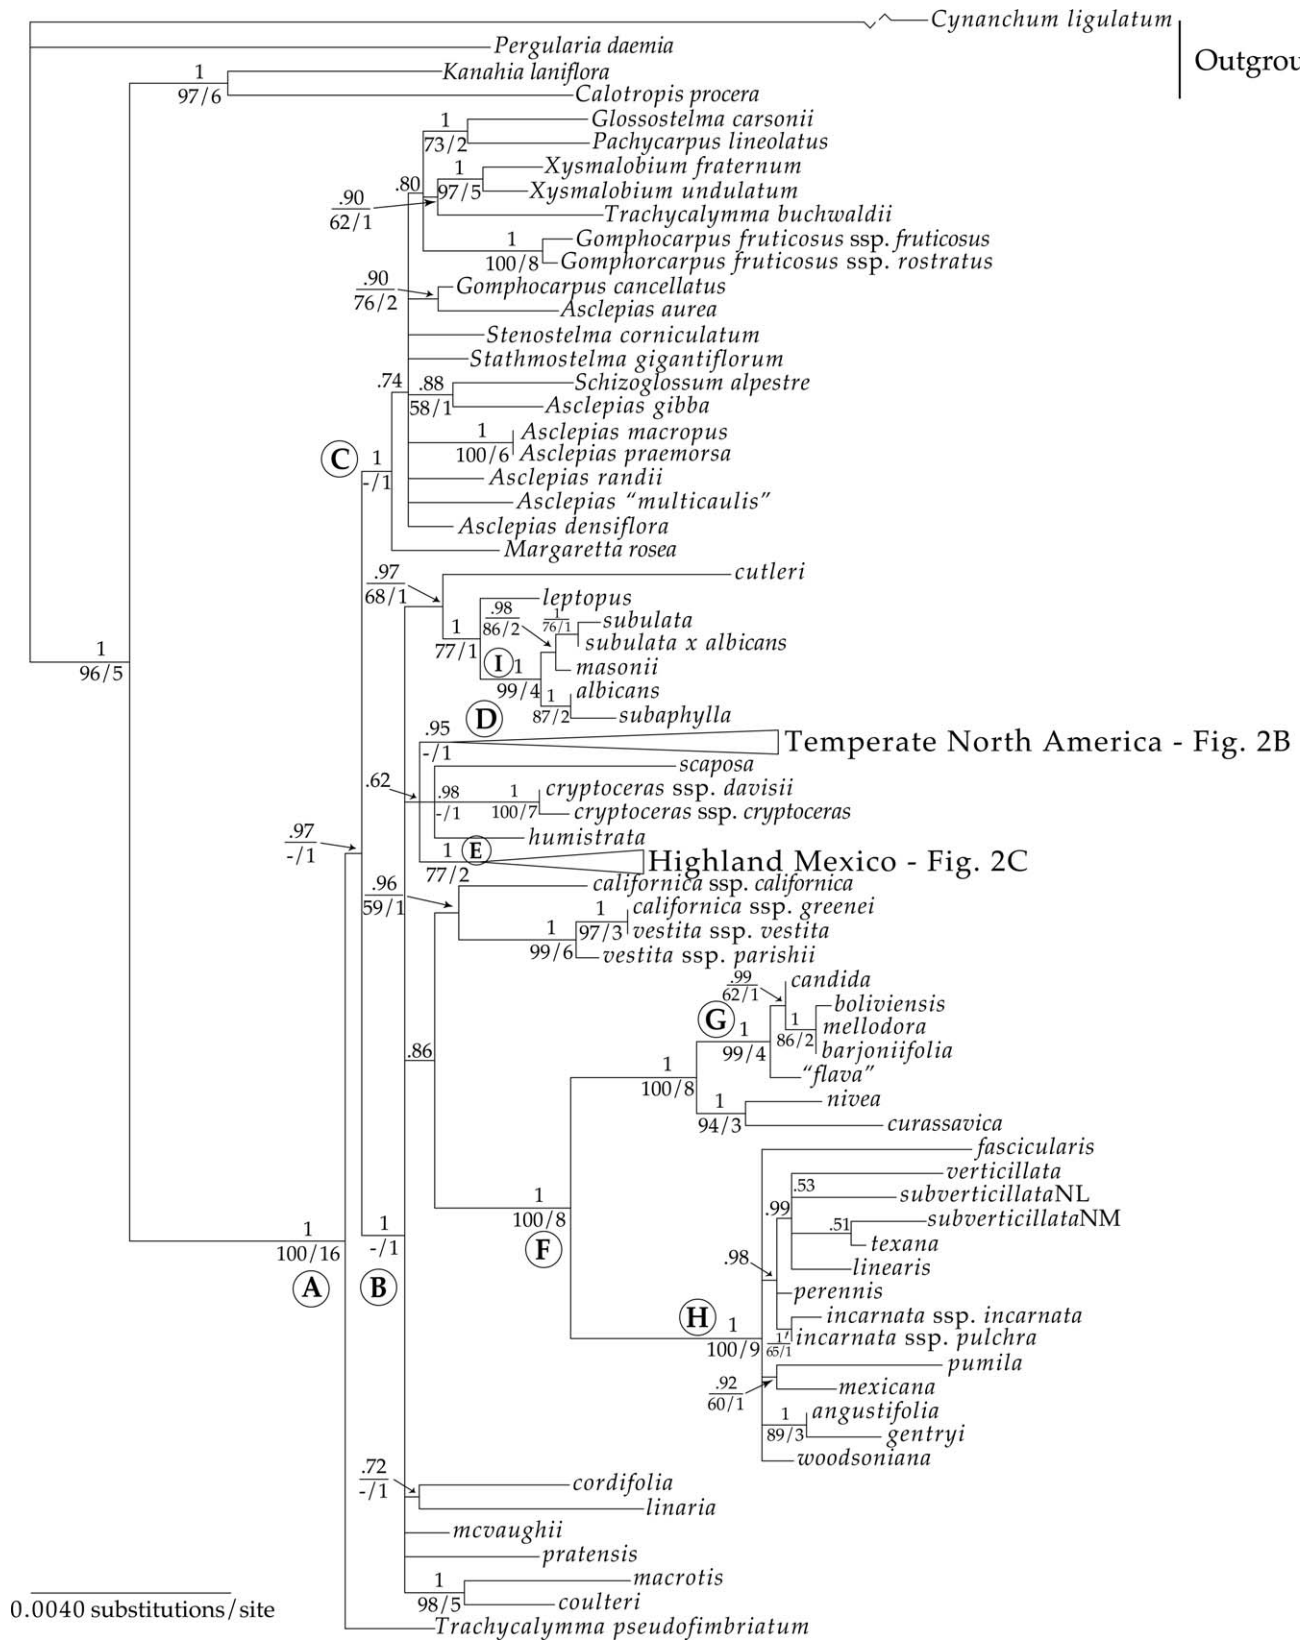 Cynanchum ligulatum
Pergularia daemia
Outgrou
1
97/6
Kanahia laniflora
Calotropis procera
1
73/2
Glossostelma carsonii
Pachycarpus lineolatus
.80
1
97/5
Xysmalobium fraternum
Xysmalobium undulatum
.90
62/1
Trachycalymma buchwaldii
1
100/8
Gomphocarpus fruticosus ssp. fruticosus
Gomphorcarpus fruticosus ssp. rostratus
.90
76/2
Gomphocarpus cancellatus
Asclepias aurea
Stenostelma corniculatum
Stathmostelma gigantiflorum
.74
.88
58/1
Schizoglossum alpestre
Asclepias gibba
1
100/6
Asclepias macropus
Asclepias praemorsa
C
1
-/1
Asclepias randii
Asclepias "multicaulis"
Asclepias densiflora
Margaretta rosea
.97
68/1
cutleri
leptopus
.98
86/2
1
76/1
subulata
subulata x albicans
1
77/1
I
1
99/4
masonii
1
87/2
albicans
subaphylla
1
96/5
D
.95
-/1
Temperate North America - Fig. 2B
scaposa
.62
.98
-/1
1
100/7
cryptoceras ssp. davisii
cryptoceras ssp. cryptoceras
humistrata
.97
-/1
1
77/2
E
Highland Mexico - Fig. 2C
.96
59/1
californica ssp. californica
1
97/3
californica ssp. greenei
vestita ssp. vestita
1
99/6
vestita ssp. parishii
.99
62/1
candida
boliviensis
G
1
99/4
1
86/2
mellodora
barjoniifolia
.86
"flava"
1
100/8
nivea
1
94/3
curassavica
fascicularis
verticillata
.53
subverticillataNL
.99
.51
subverticillataNM
texana
1
100/8
F
.98
linearis
perennis
1
100/16
A
1
-/1
B
H
1
100/9
incarnata ssp. incarnata
1
65/1
incarnata ssp. pulchra
.92
60/1
pumila
mexicana
1
89/3
angustifolia
gentryi
woodsoniana
.72
-/1
cordifolia
linaria
mcvaughii
pratensis
1
98/5
macrotis
coulteri
0.0040 substitutions/site
Trachycalymma pseudofimbriatum